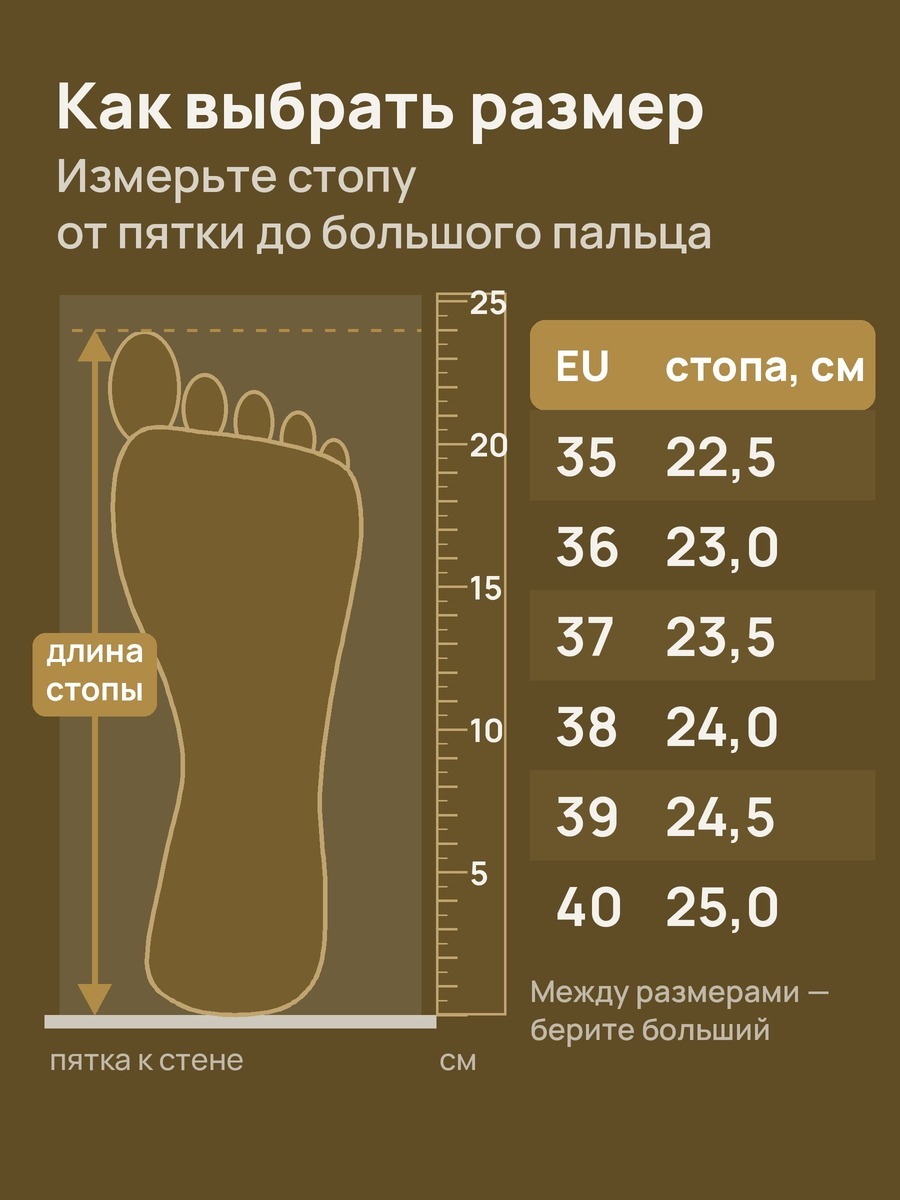 Как выбрать размер
Измерьте стопу
от пятки до большого пальца
25
20
15
10
5
длина
стопы
пятка к стене
см
EU стопа, см
35 22,5
36 23,0
37 23,5
38 24,0
39 24,5
40 25,0
Между размерами —
берите больший